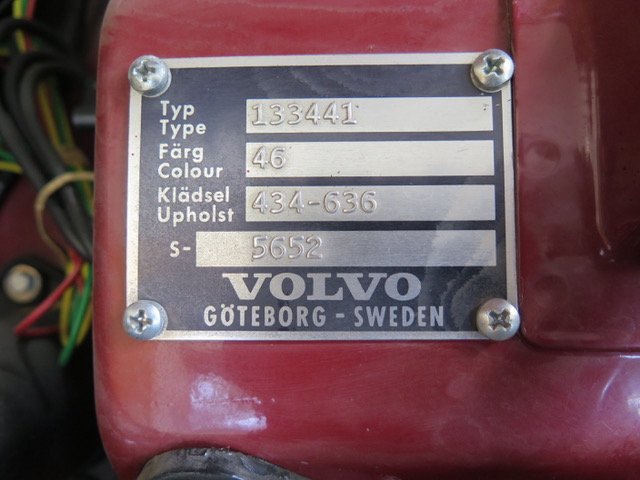 Typ
Type 133441
Färg
Colour 46
Klädsel
Upholst 434-636
S- 5652
VOLVO
GÖTEBORG - SWEDEN